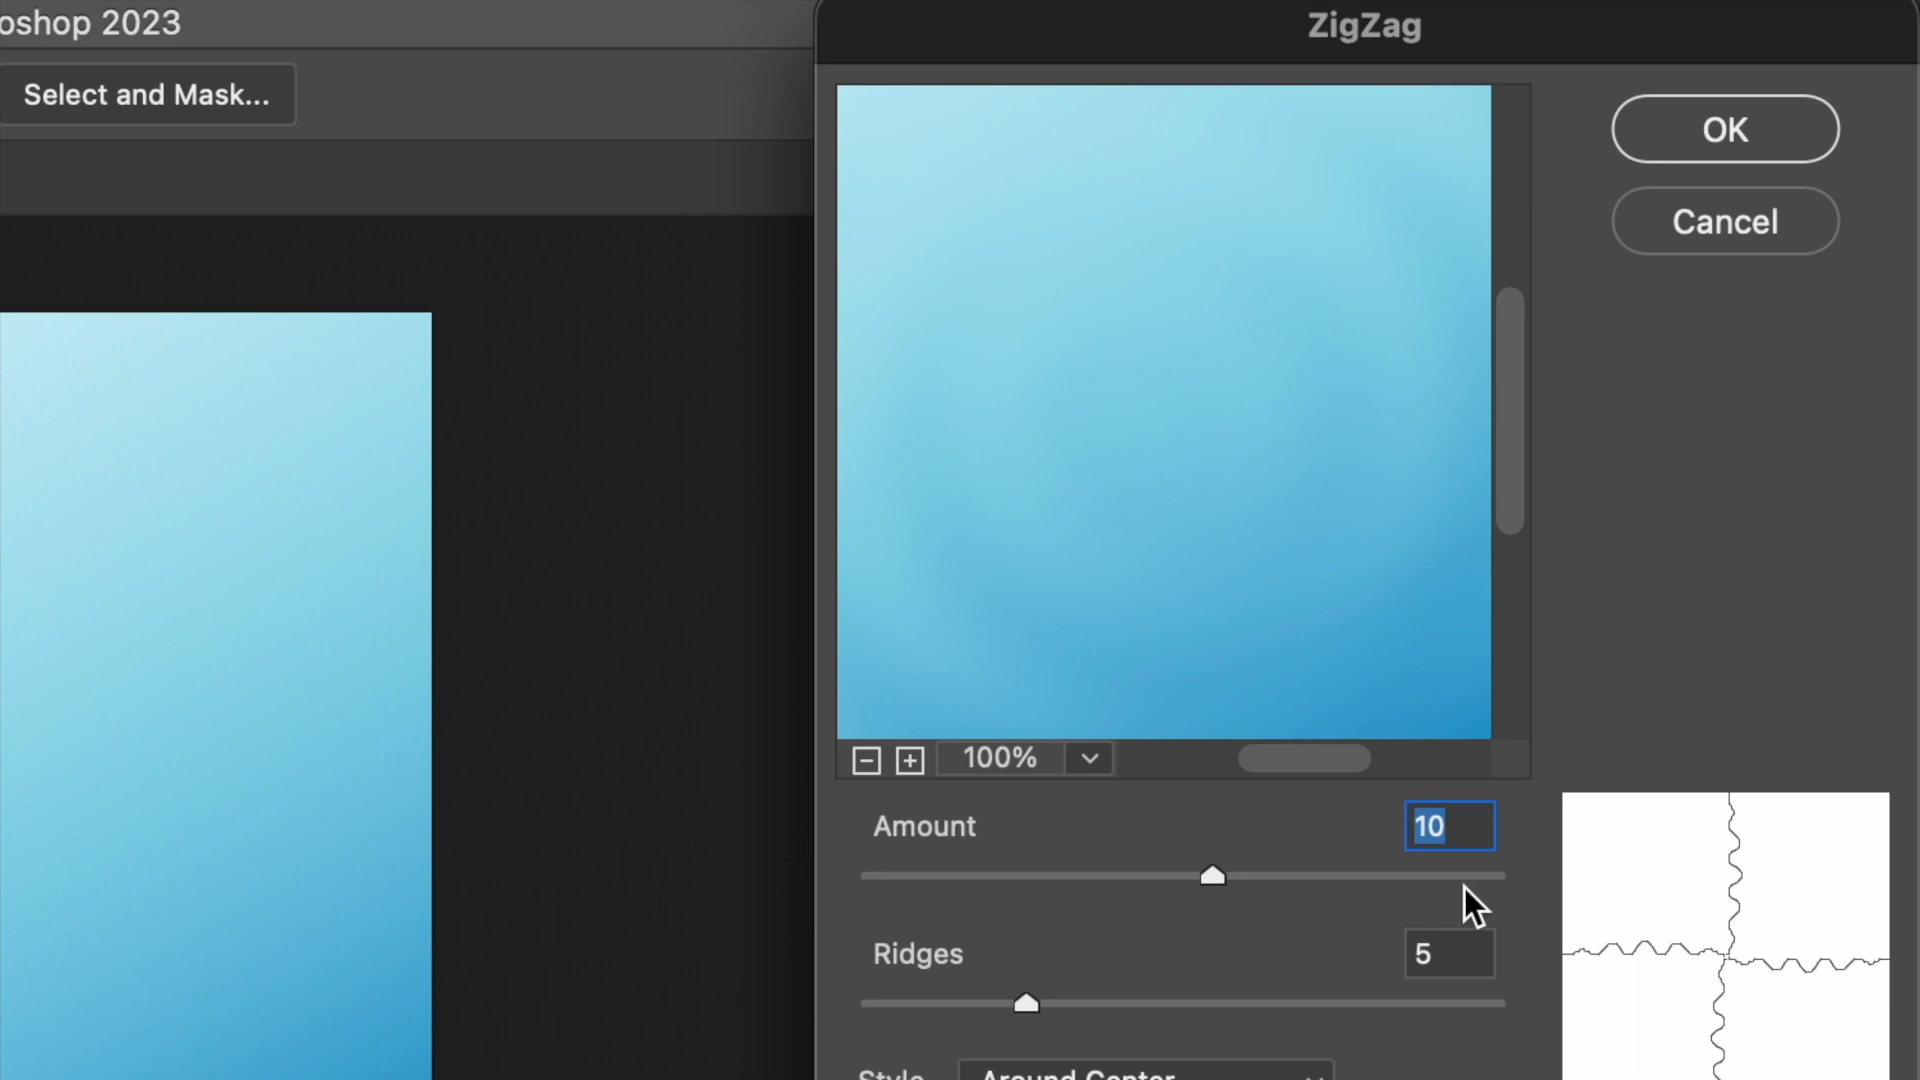 oshop 2023
ZigZag
Select and Mask...
OK
Cancel
100%
Amount
10
Ridges
5
Style
Around Center